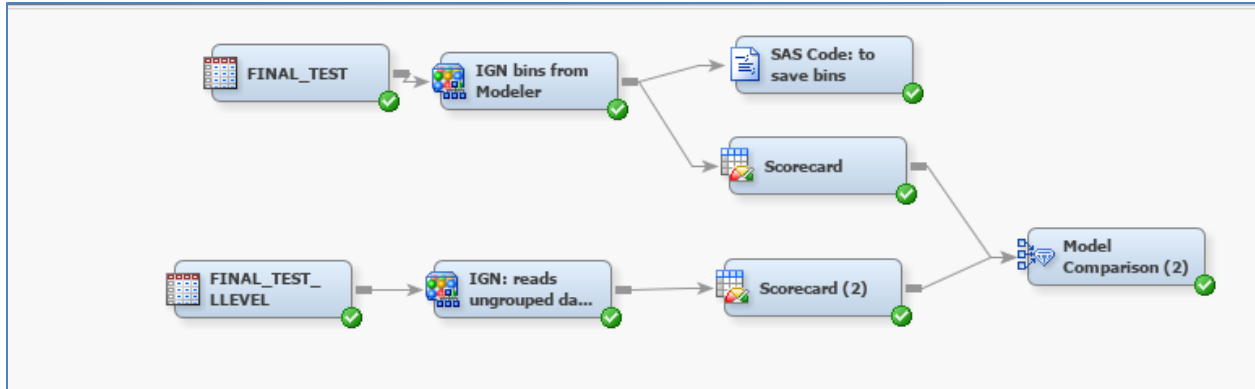 FINAL_TEST
IGN bins from
Modeler
SAS Code: to
save bins
Scorecard
FINAL_TEST_
LLEVEL
IGN: reads
ungrouped da...
Scorecard (2)
Model
Comparison (2)